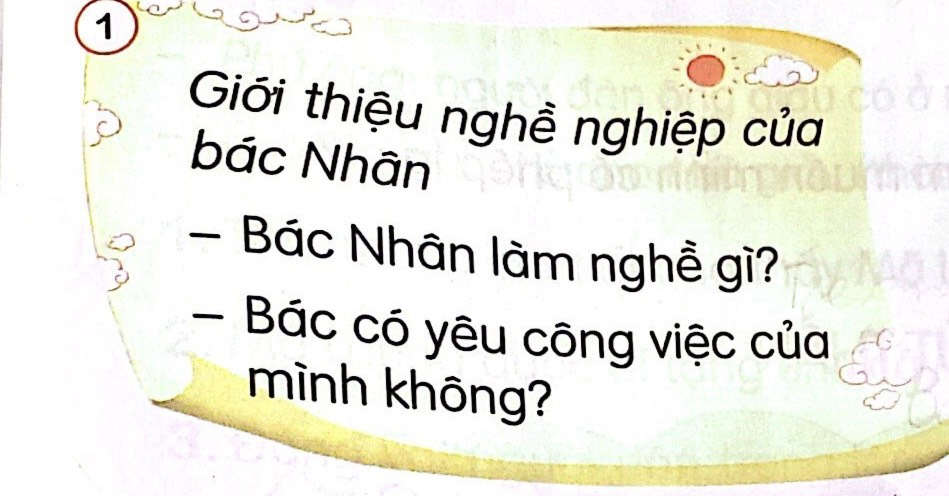 1
Giới thiệu nghề nghiệp của
bác Nhân
– Bác Nhân làm nghề gì?
– Bác có yêu công việc của
mình không?